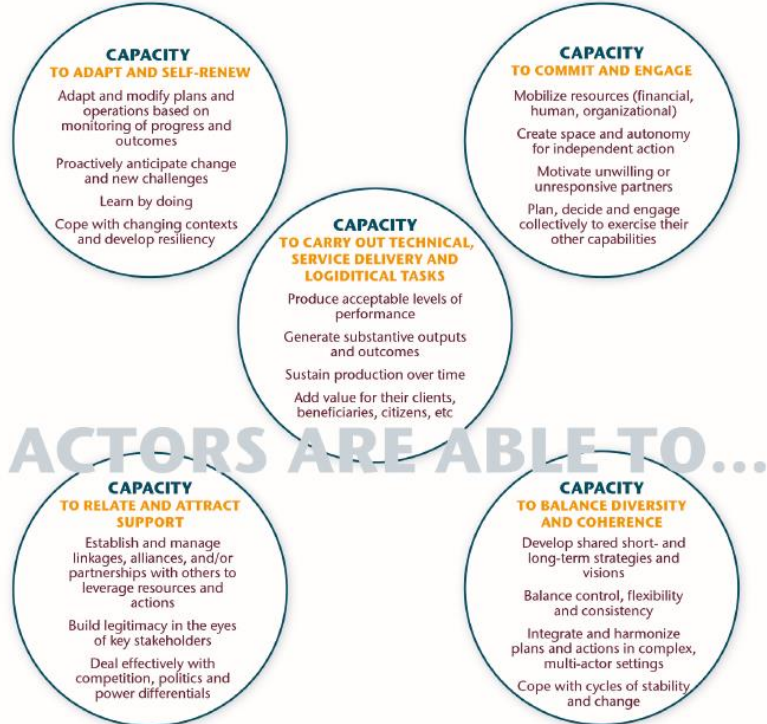 CAPACITY
TO ADAPT AND SELF-RENEW
Adapt and modify plans and
operations based on
monitoring of progress and
outcomes
Proactively anticipate change
and new challenges
Learn by doing
Cope with changing contexts
and develop resiliency
CAPACITY
TO COMMIT AND ENGAGE
Mobilize resources (financial,
human, organizational)
Create space and autonomy
for independent action
Motivate unwilling or
unresponsive partners
Plan, decide and engage
collectively to exercise their
other capabilities
CAPACITY
TO CARRY OUT TECHNICAL,
SERVICE DELIVERY AND
LOGIDITICAL TASKS
Produce acceptable levels of
performance
Generate substantive outputs
and outcomes
Sustain production over time
Add value for their clients,
beneficiaries, citizens, etc
ACTORS ARE ABLE TO...
CAPACITY
TO RELATE AND ATTRACT
SUPPORT
Establish and manage
linkages, alliances, and/or
partnerships with others to
leverage resources and
actions
Build legitimacy in the eyes
of key stakeholders
Deal effectively with
competition, politics and
power differentials
CAPACITY
TO BALANCE DIVERSITY
AND COHERENCE
Develop shared short- and
long-term strategies and
visions
Balance control, flexibility
and consistency
Integrate and harmonize
plans and actions in complex,
multi-actor settings
Cope with cycles of stability
and change